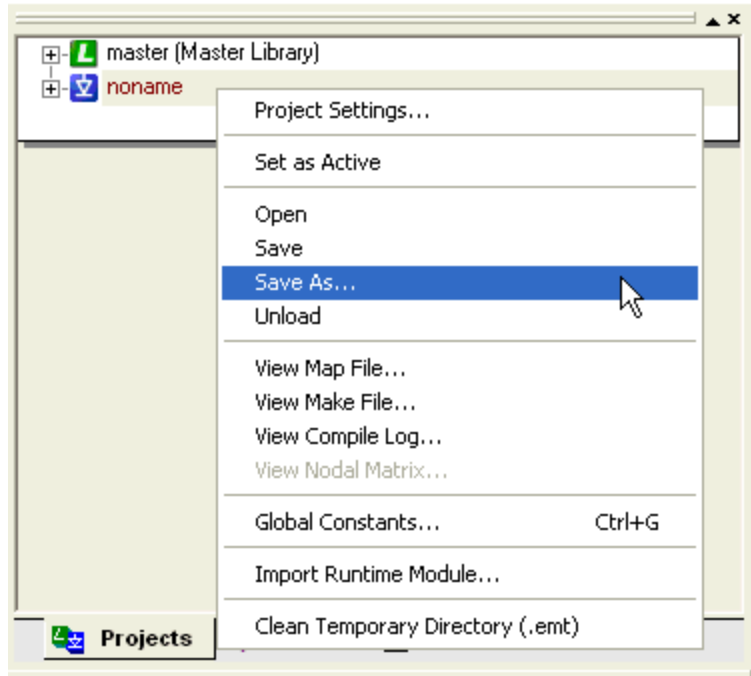 master (Master Library)
noname
Project Settings...
Set as Active
Open
Save
Save As...
Unload
View Map File...
View Make File...
View Compile Log...
View Nodal Matrix...
Global Constants... Ctrl+G
Import Runtime Module...
Clean Temporary Directory (.emt)
Projects